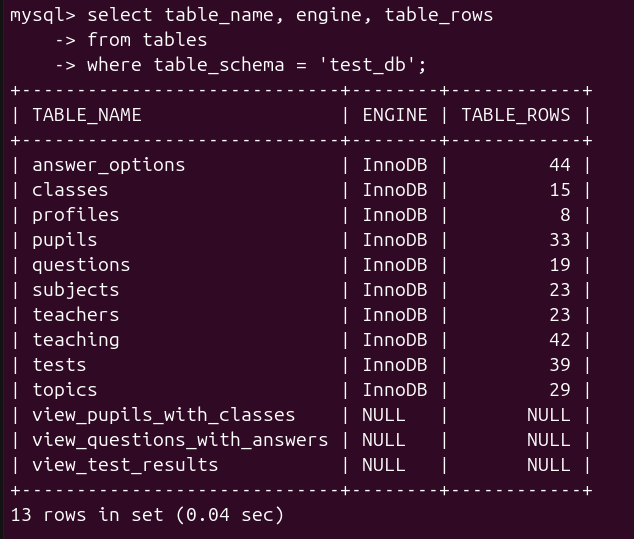 mysql> select table_name, engine, table_rows
    -> from tables
    -> where table_schema = 'test_db';
+-----------------------------+--------+------------+
| TABLE_NAME                  | ENGINE | TABLE_ROWS |
+-----------------------------+--------+------------+
| answer_options              | InnoDB |         44 |
| classes                     | InnoDB |         15 |
| profiles                    | InnoDB |          8 |
| pupils                      | InnoDB |         33 |
| questions                   | InnoDB |         19 |
| subjects                    | InnoDB |         23 |
| teachers                    | InnoDB |         23 |
| teaching                    | InnoDB |         42 |
| tests                       | InnoDB |         39 |
| topics                      | InnoDB |         29 |
| view_pupils_with_classes    | NULL   |       NULL |
| view_questions_with_answers | NULL   |       NULL |
| view_test_results           | NULL   |       NULL |
+-----------------------------+--------+------------+
13 rows in set (0.04 sec)